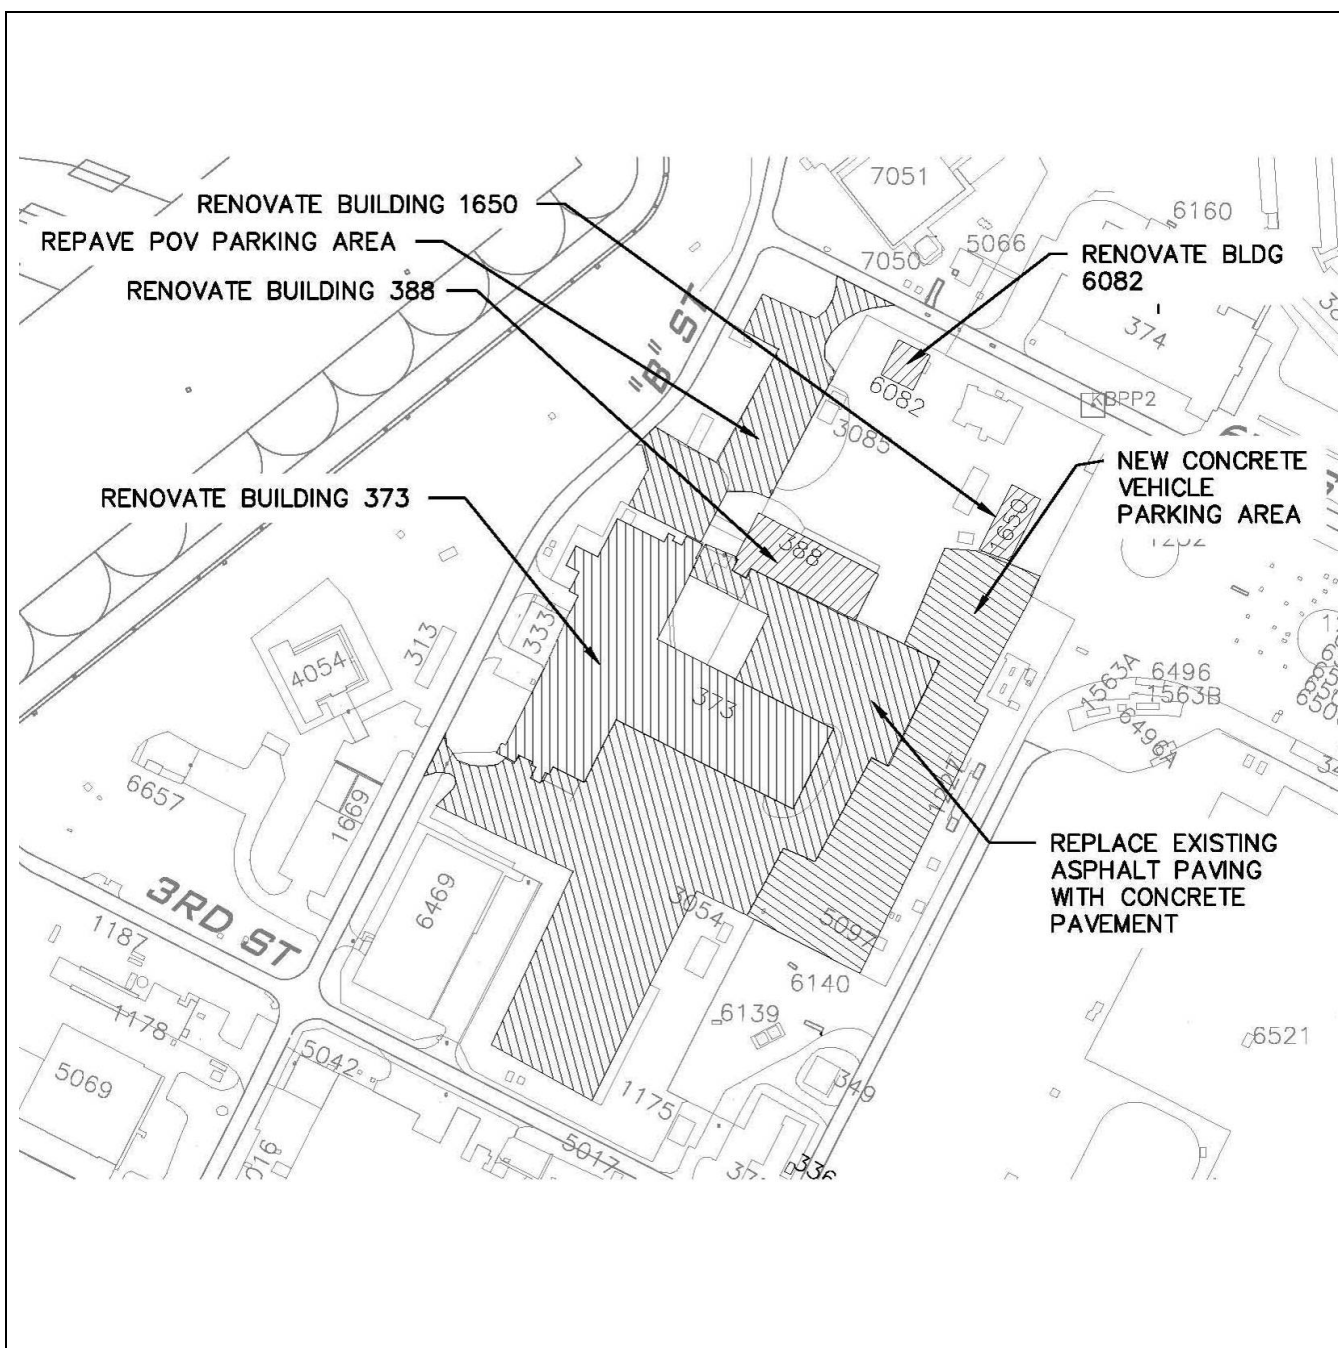 7051
6160
RENOVATE BUILDING 1650
5066
REPAVE POV PARKING AREA
RENOVATE BLDG
6082
7050
RENOVATE BUILDING 388
"B" ST
374
6082
KBPP2
3085
NEW CONCRETE
VEHICLE
PARKING AREA
RENOVATE BUILDING 373
1650
388
333
313
4054
6496
1563A
1563B
6496A
373
1227
6657
1669
REPLACE EXISTING
ASPHALT PAVING
WITH CONCRETE
PAVEMENT
6469
3RD ST
3054
5097
1187
6140
6139
1178
6521
5042
5069
349
1175
5017
336